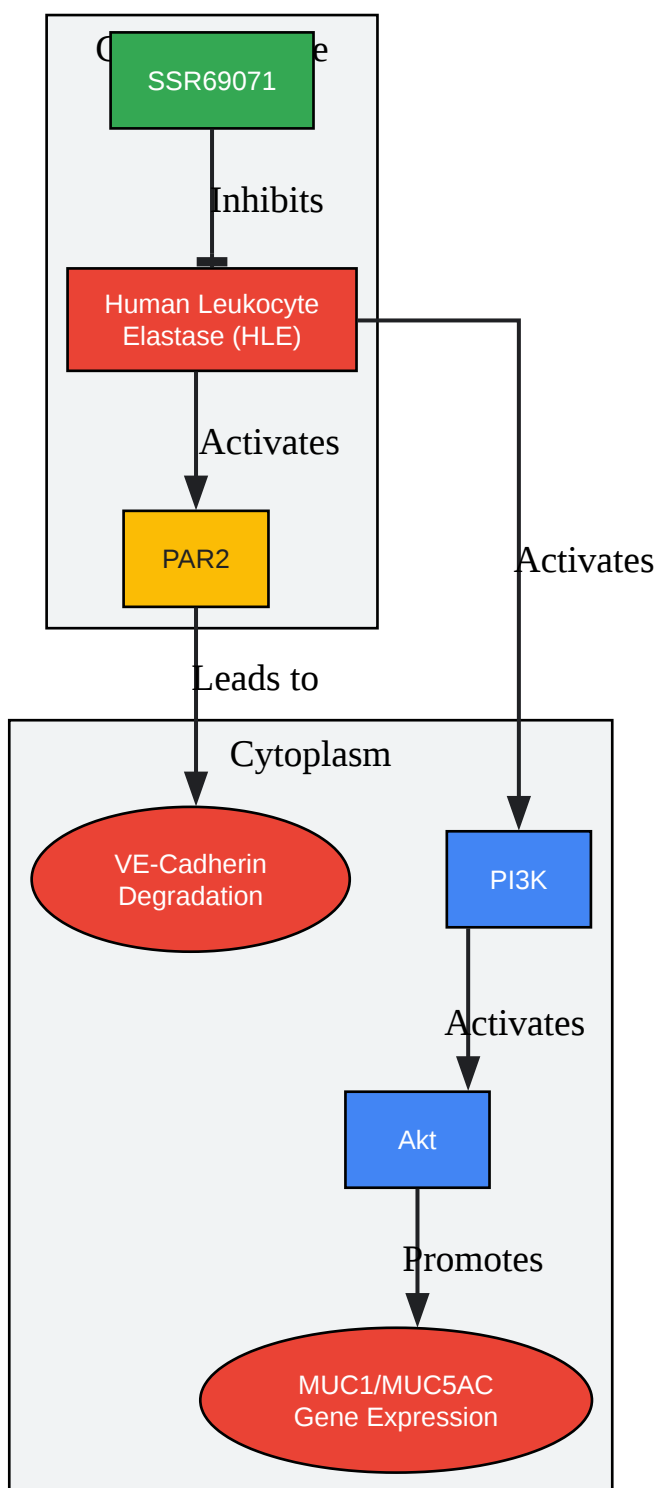 SSR69071
Inhibits
Human Leukocyte
Elastase (HLE)
Activates
PAR2
Activates
Leads to
Cytoplasm
VE-Cadherin
Degradation
PI3K
Activates
Akt
Promotes
MUC1/MUC5AC
Gene Expression